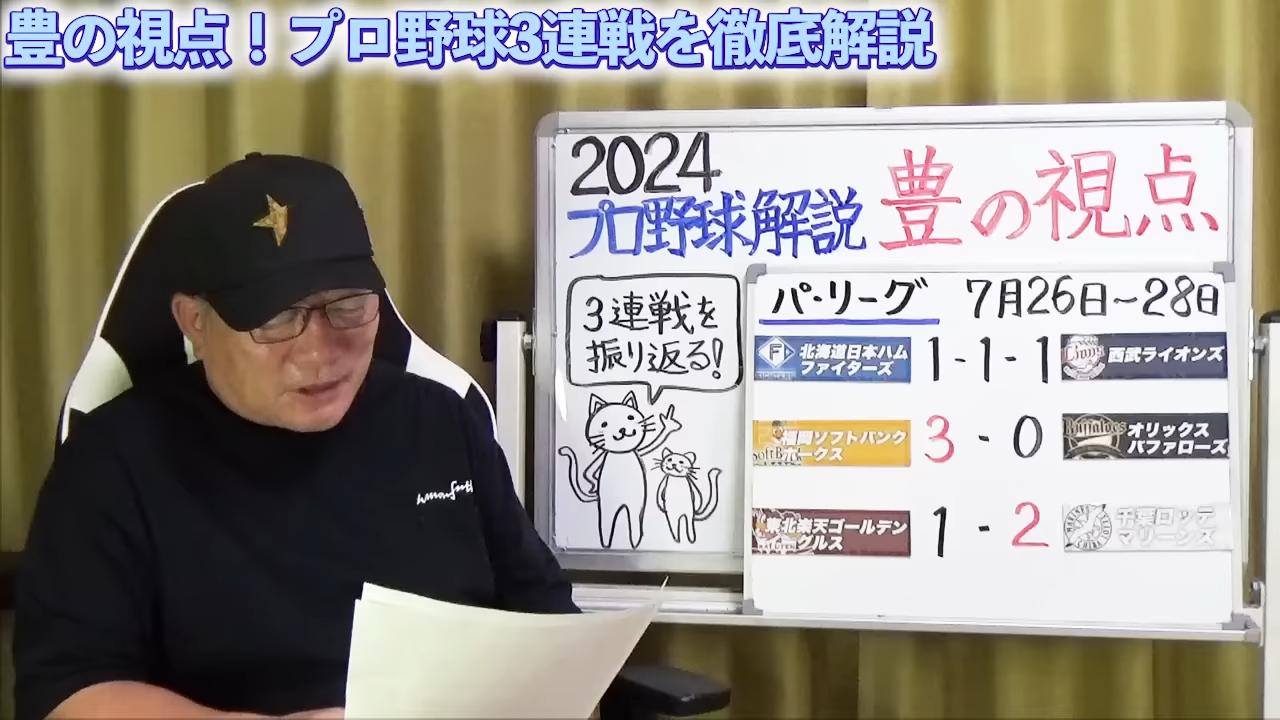 豊の視点！プロ野球3連戦を徹底解説
2024
プロ野球解説 豊の視点
3連戦を
振り返る!
パ・リーグ 7月26日～28日
F 北海道日本ハム
ファイターズ
1-1-1
Lions 西武ライオンズ
福岡ソフトバンク
ホークス
3-0
Buffaloes オリックス
バファローズ
東北楽天ゴールデン
グルス
1-2
千葉ロッテ
マリーンズ